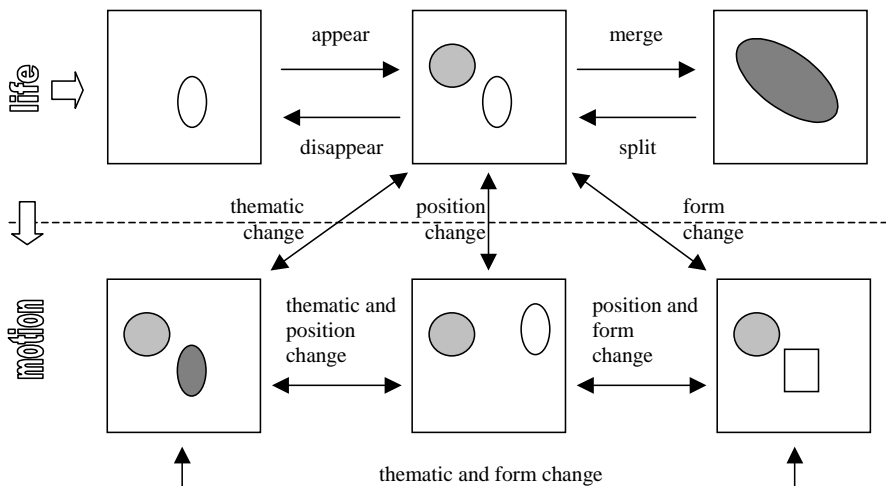 life
appear
merge
disappear
split
thematic
change
position
change
form
change
motion
thematic and
position
change
position and
form
change
thematic and form change